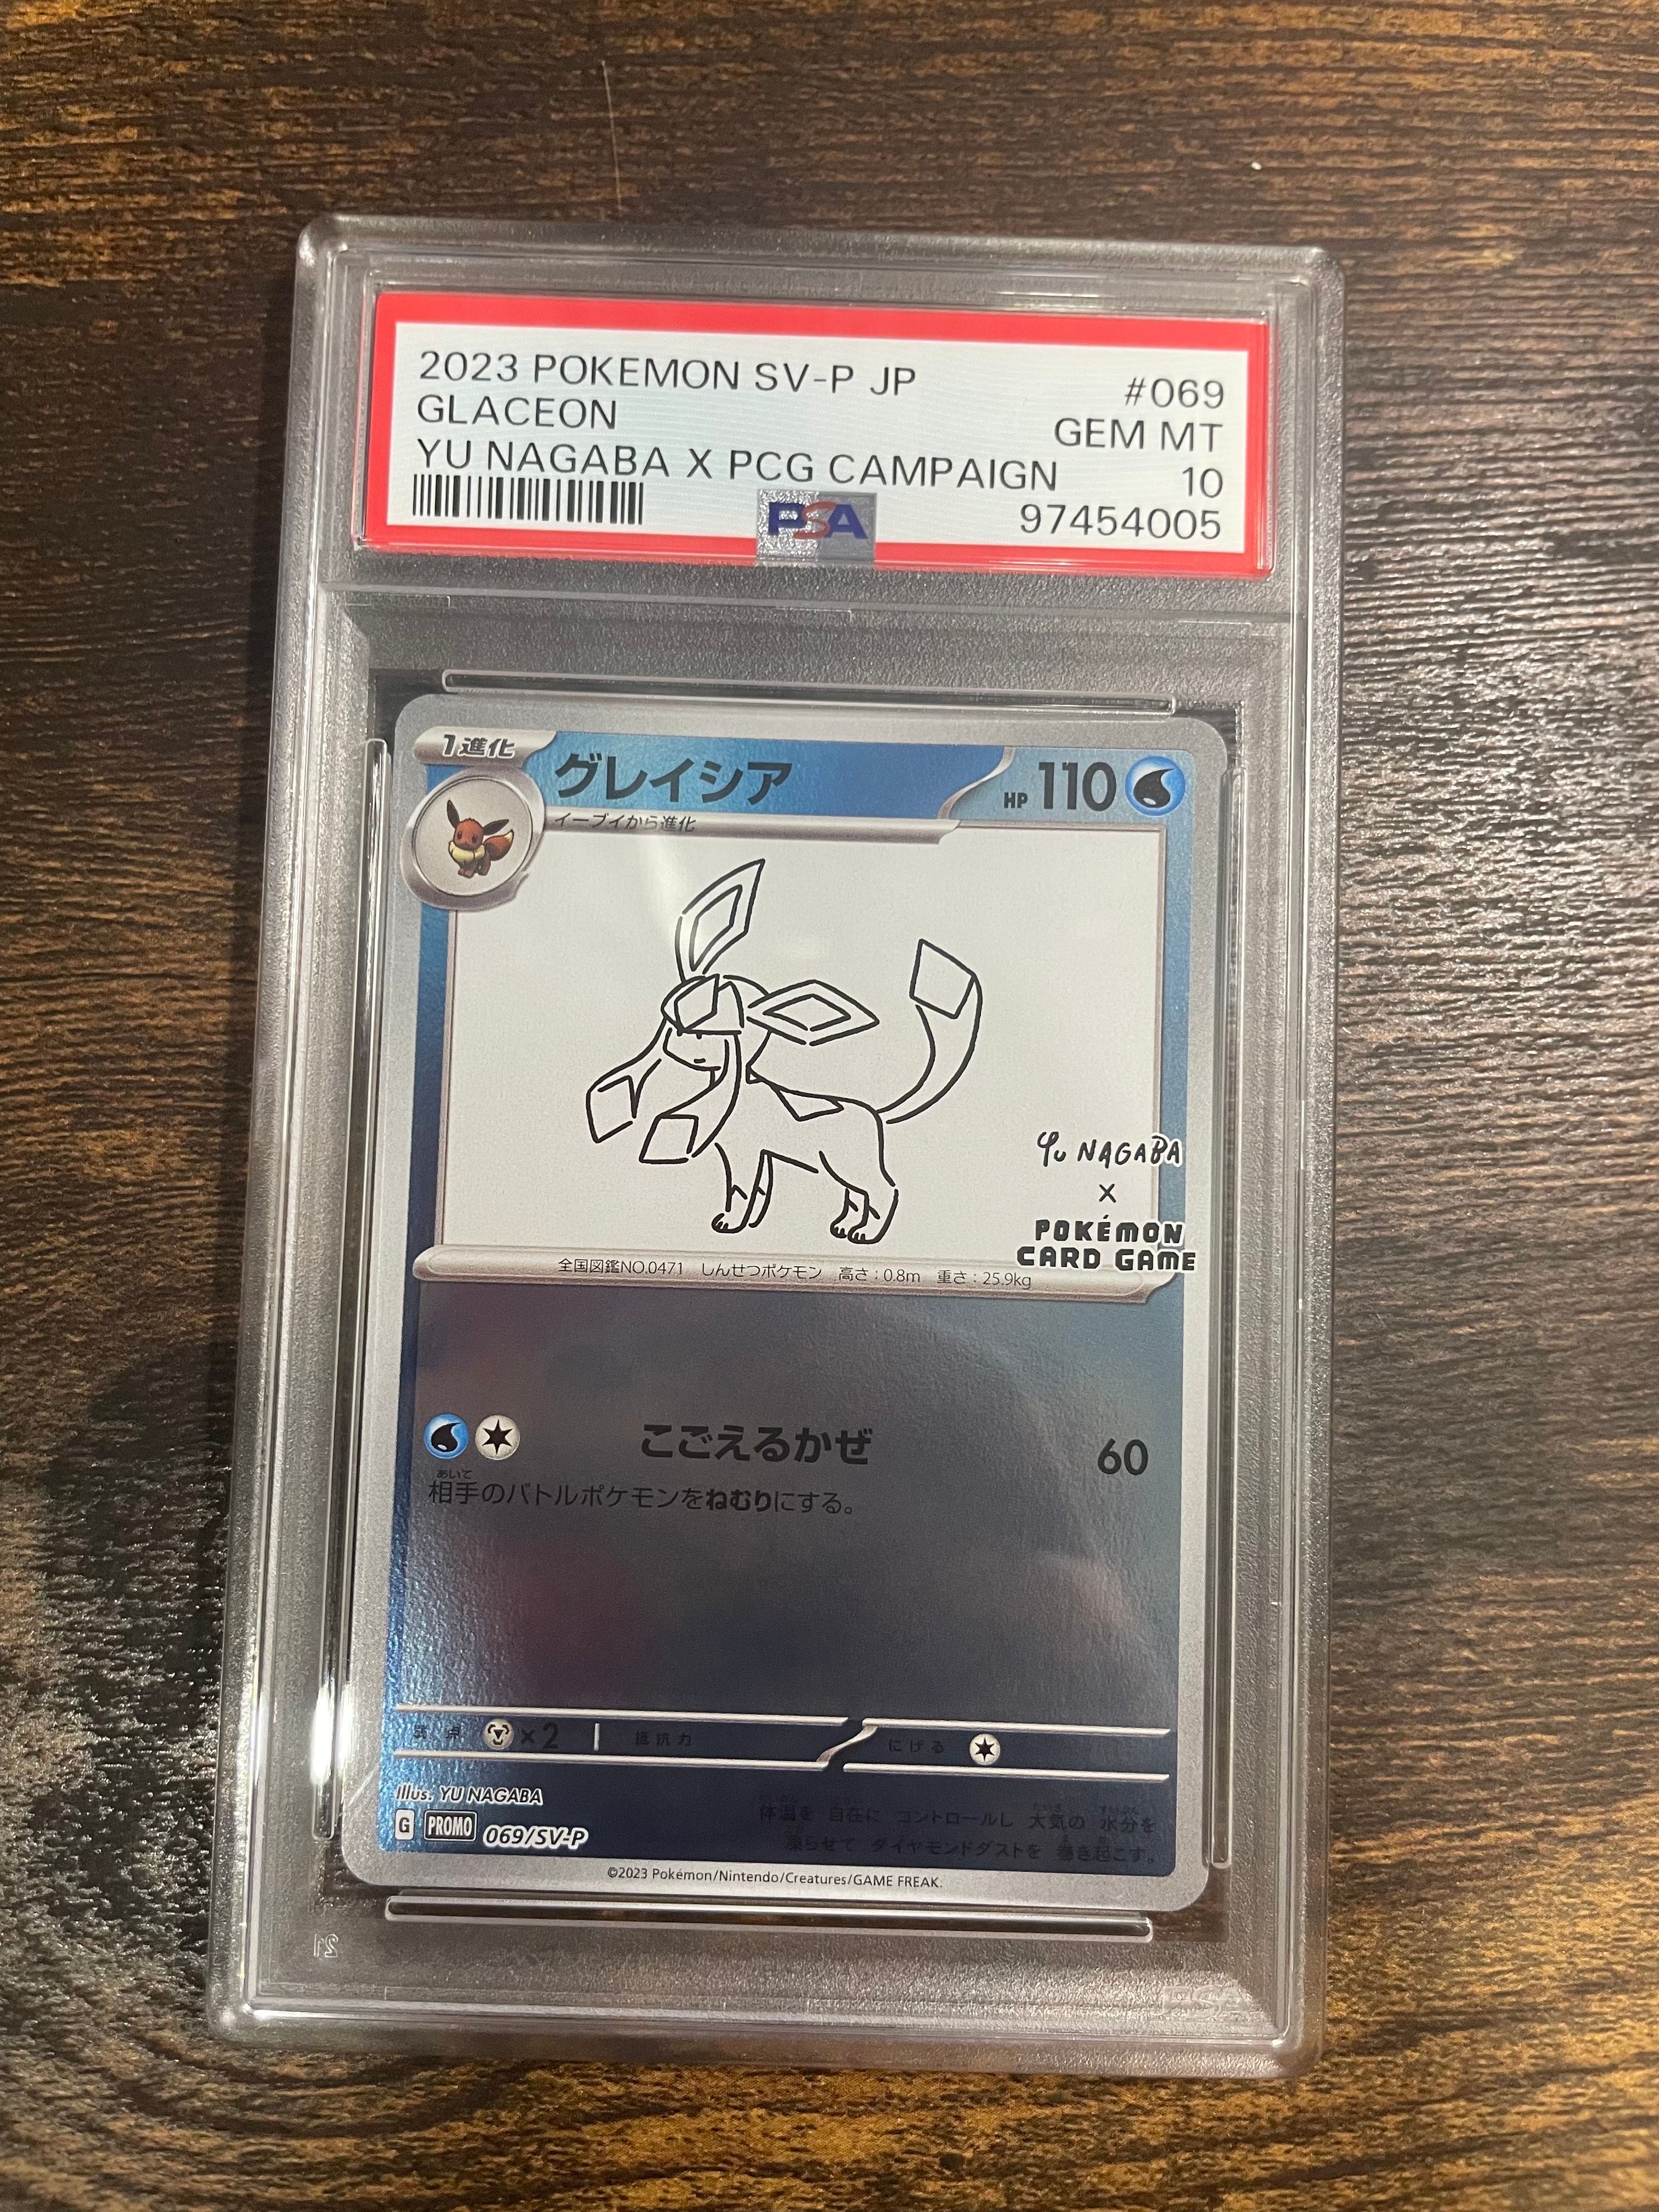 2023 POKEMON SV-P JP #069
GLACEON GEM MT
YU NAGABA X PCG CAMPAIGN 10
PSA 97454005
1進化 グレイシア HP 110
イーブイから進化
YU NAGABA
X
POKÉMON
CARD GAME
全国図鑑NO.0471 しんせつポケモン 高さ:0.8m 重さ:25.9kg
こごえるかぜ 60
あいて
相手のバトルポケモンをねむりにする。
弱点 ×2 抵抗力 にげる
Illus. YU NAGABA
体温を 自在に コントロールし 大気の 水分を
G PROMO 069/SV-P
凍らせて ダイヤモンドダストを 巻き起こす。
©2023 Pokémon/Nintendo/Creatures/GAME FREAK.
21